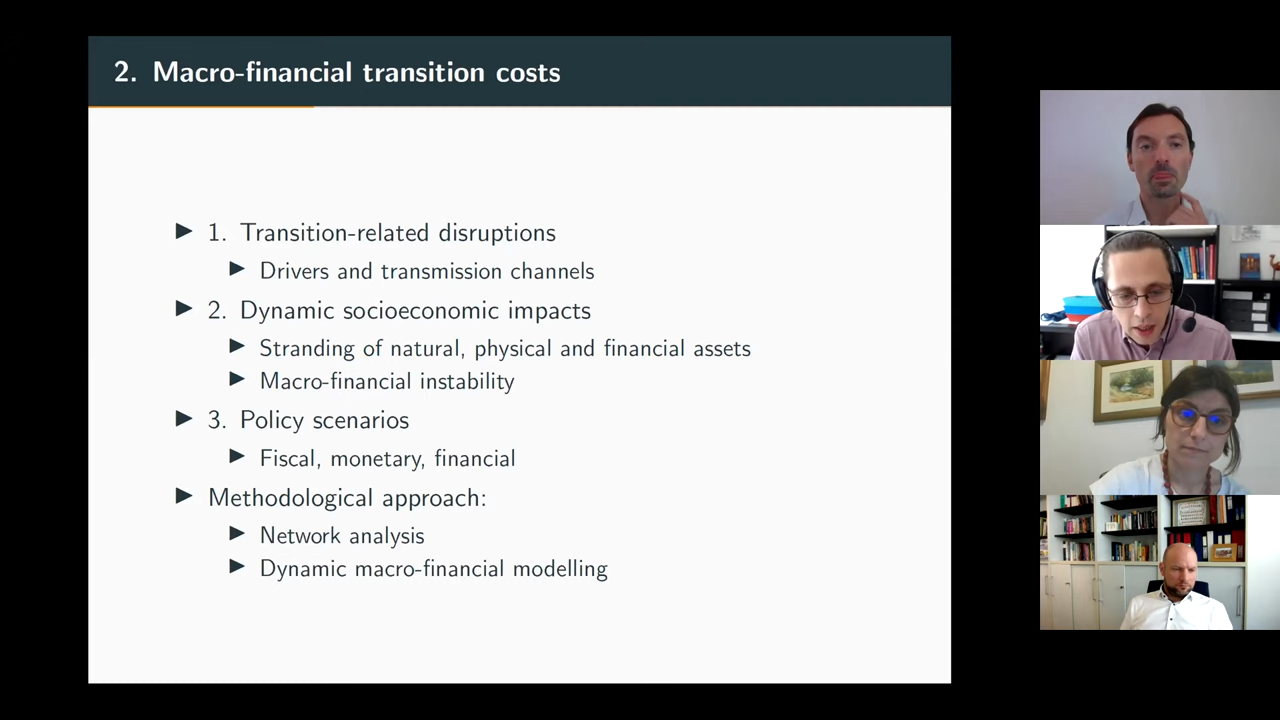 2. Macro-financial transition costs
▶ 1. Transition-related disruptions
▶ Drivers and transmission channels
▶ 2. Dynamic socioeconomic impacts
▶ Stranding of natural, physical and financial assets
▶ Macro-financial instability
▶ 3. Policy scenarios
▶ Fiscal, monetary, financial
▶ Methodological approach:
▶ Network analysis
▶ Dynamic macro-financial modelling